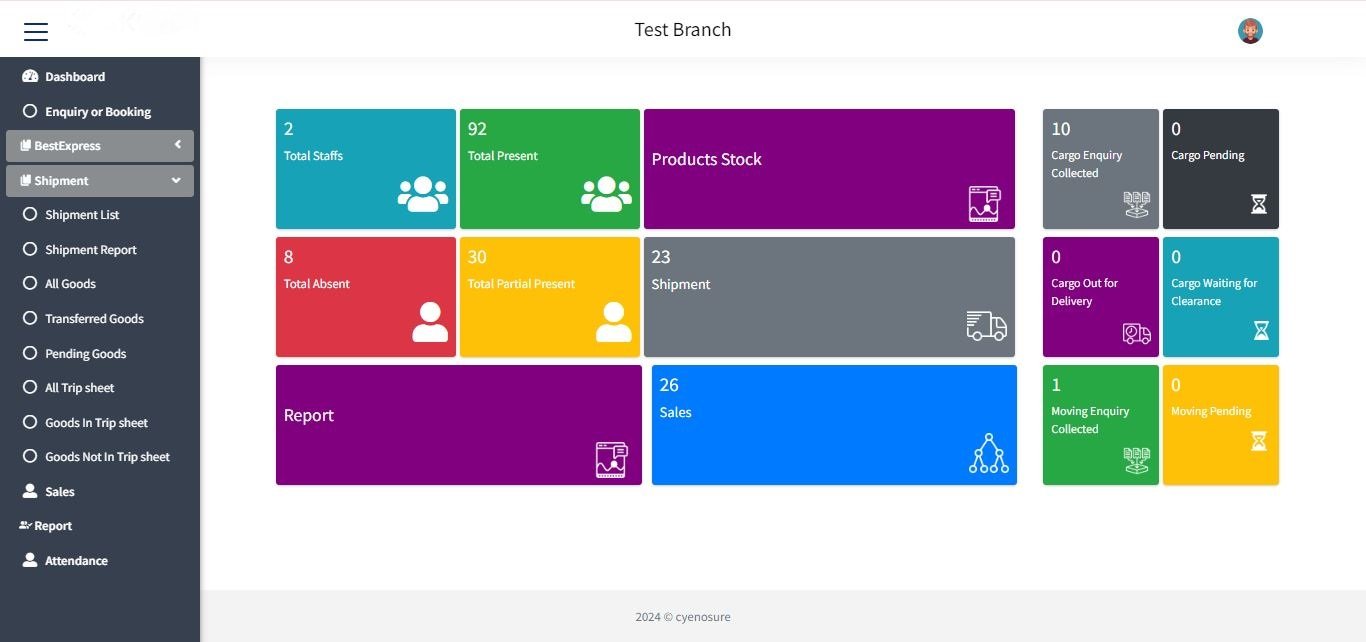 Test Branch
Dashboard
Enquiry or Booking
BestExpress
Shipment
Shipment List
Shipment Report
All Goods
Transferred Goods
Pending Goods
All Trip sheet
Goods In Trip sheet
Goods Not In Trip sheet
Sales
Report
Attendance
2
Total Staffs
92
Total Present
Products Stock
10
Cargo Enquiry
Collected
0
Cargo Pending
8
Total Absent
30
Total Partial Present
23
Shipment
0
Cargo Out for
Delivery
0
Cargo Waiting for
Clearance
Report
26
Sales
1
Moving Enquiry
Collected
0
Moving Pending
2024 © cyenosure